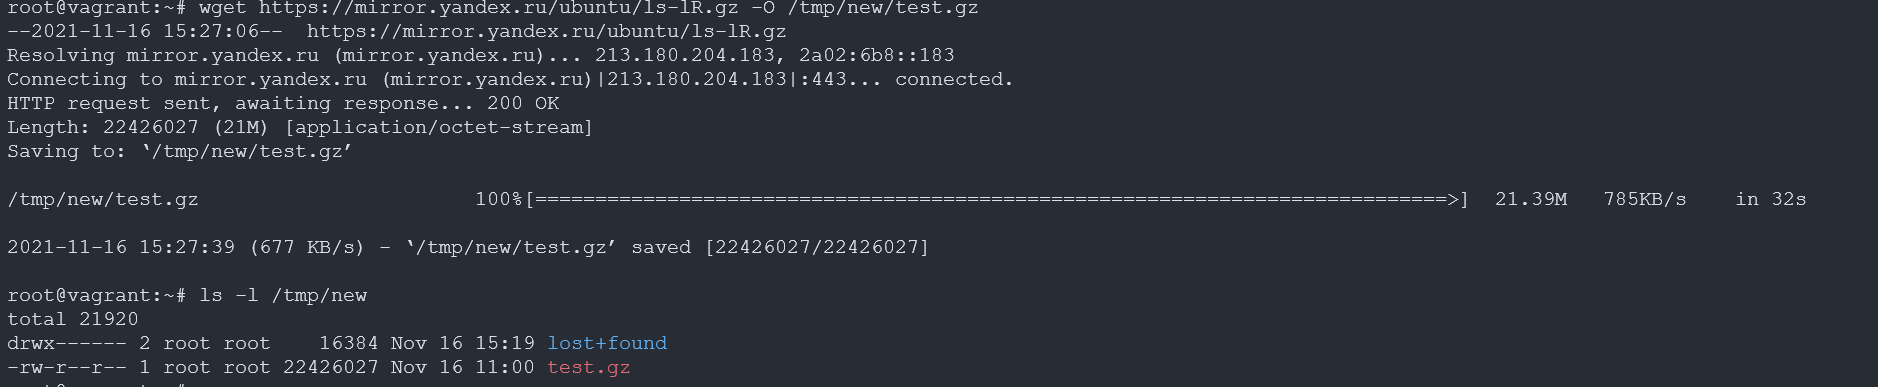 root@vagrant:~# wget https://mirror.yandex.ru/ubuntu/ls-lR.gz -O /tmp/new/test.gz
--2021-11-16 15:27:06--  https://mirror.yandex.ru/ubuntu/ls-lR.gz
Resolving mirror.yandex.ru (mirror.yandex.ru)... 213.180.204.183, 2a02:6b8::183
Connecting to mirror.yandex.ru (mirror.yandex.ru)|213.180.204.183|:443... connected.
HTTP request sent, awaiting response... 200 OK
Length: 22426027 (21M) [application/octet-stream]
Saving to: ‘/tmp/new/test.gz’
/tmp/new/test.gz                       100%[============================================================================>]  21.39M   785KB/s    in 32s
2021-11-16 15:27:39 (677 KB/s) - ‘/tmp/new/test.gz’ saved [22426027/22426027]
root@vagrant:~# ls -l /tmp/new
total 21920
drwx------ 2 root root    16384 Nov 16 15:19 lost+found
-rw-r--r-- 1 root root 22426027 Nov 16 11:00 test.gz